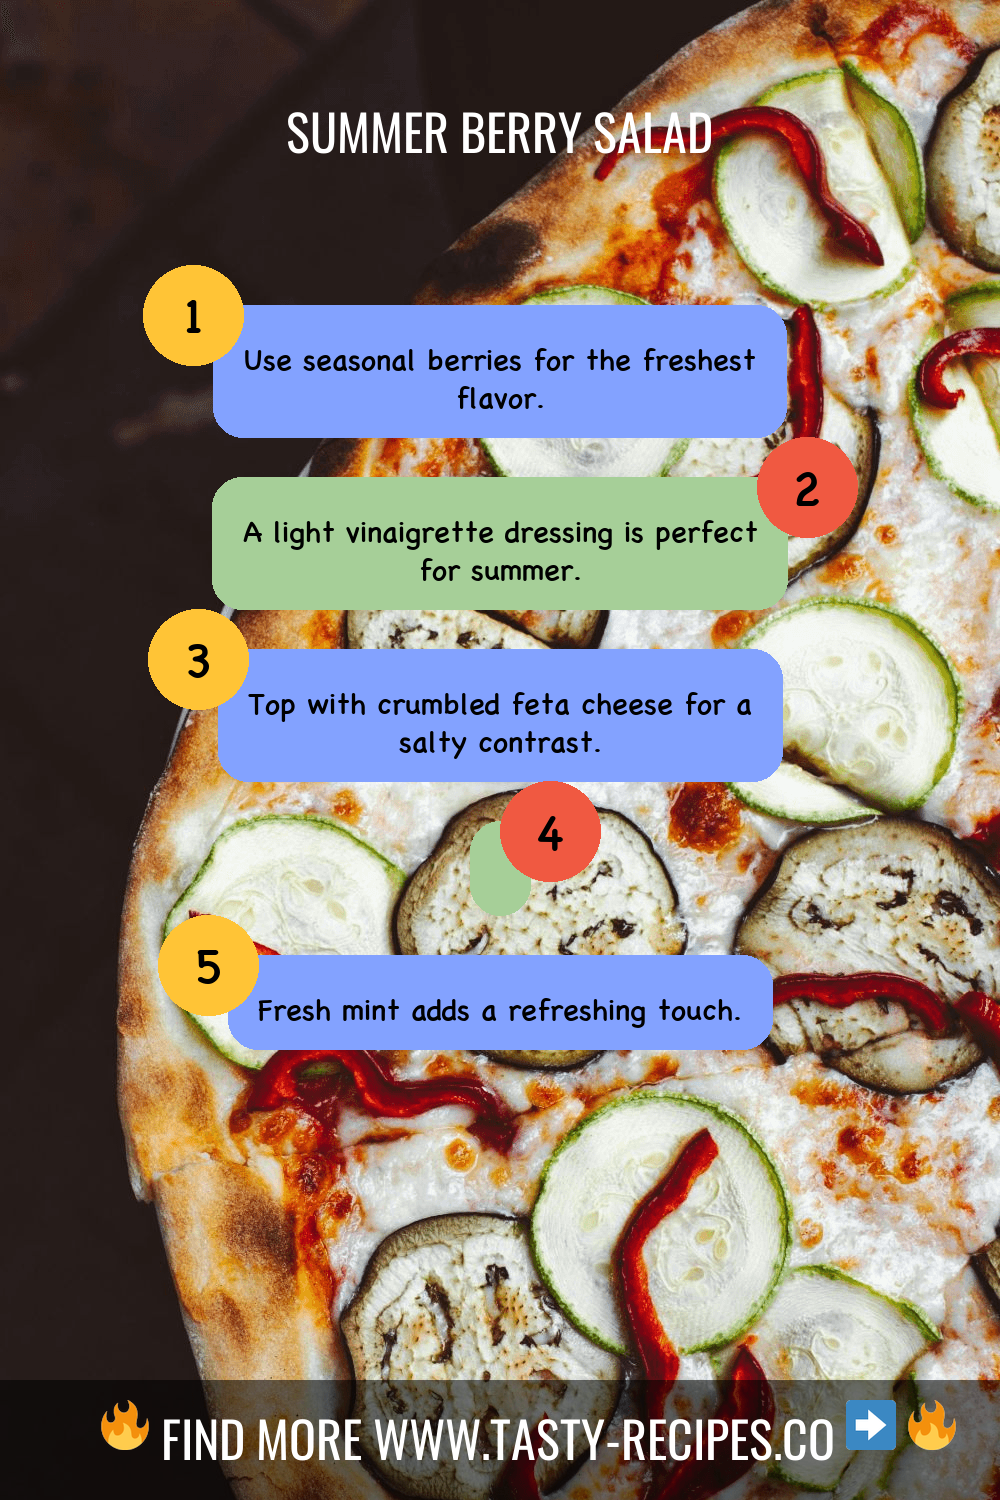 SUMMER BERRY SALAD
1
Use seasonal berries for the freshest
flavor.
2
A light vinaigrette dressing is perfect
for summer.
3
Top with crumbled feta cheese for a
salty contrast.
4
5
Fresh mint adds a refreshing touch.
FIND MORE WWW.TASTY-RECIPES.CO